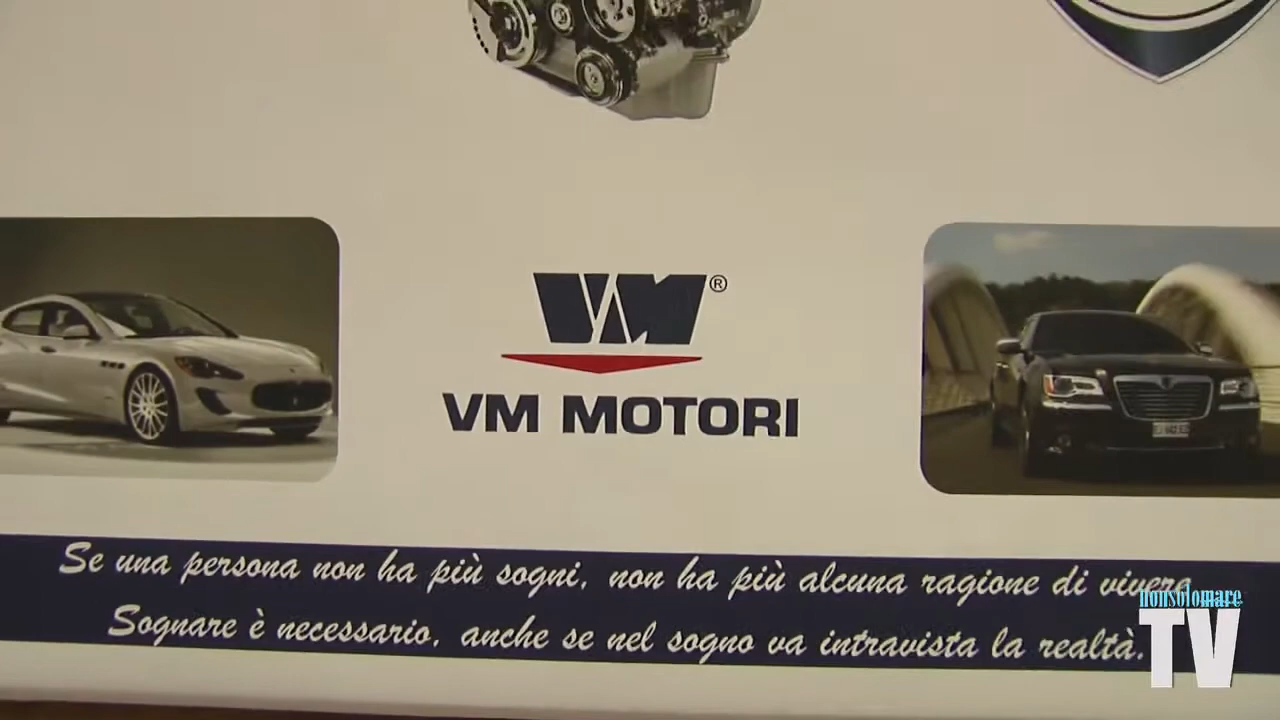 VM®
VM MOTORI
Se una persona non ha più sogni, non ha più alcuna ragione di vivere
Sognare è necessario, anche se nel sogno va intravista la realtà.
nonsolomare
TV